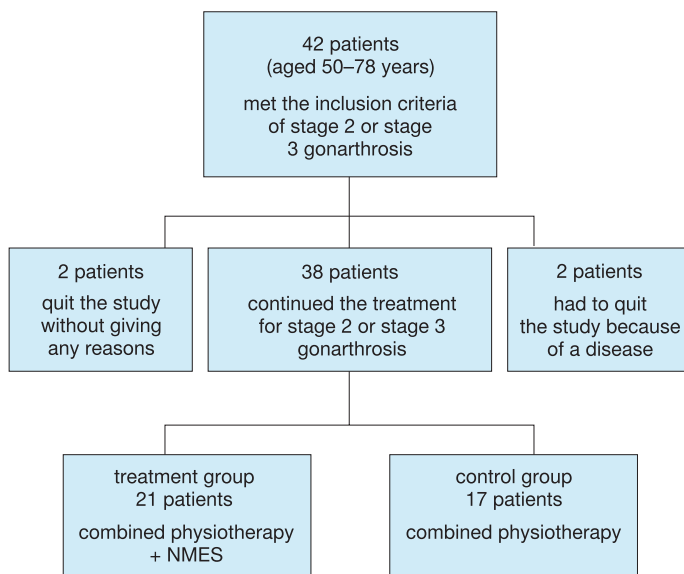 42 patients
(aged 50–78 years)
met the inclusion criteria
of stage 2 or stage
3 gonarthrosis
2 patients
quit the study
without giving
any reasons
38 patients
continued the treatment
for stage 2 or stage 3
gonarthrosis
2 patients
had to quit
the study because
of a disease
treatment group
21 patients
combined physiotherapy
+ NMES
control group
17 patients
combined physiotherapy